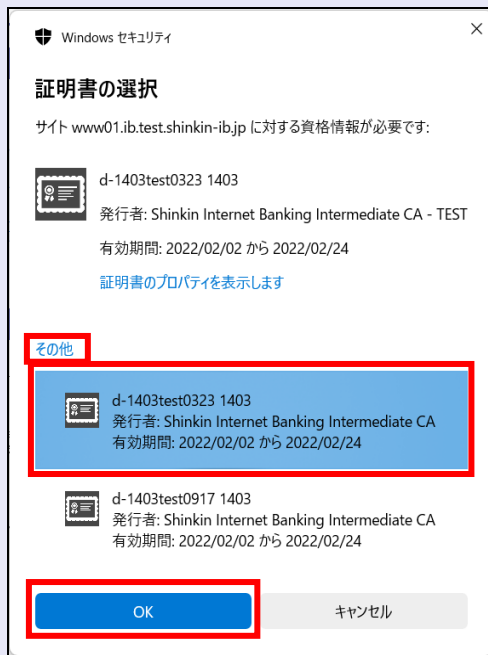 Windows セキュリティ
証明書の選択
サイト www01.ib.test.shinkin-ib.jp に対する資格情報が必要です:
d-1403test0323 1403
発行者: Shinkin Internet Banking Intermediate CA - TEST
有効期間: 2022/02/02 から 2022/02/24
証明書のプロパティを表示します
その他
d-1403test0323 1403
発行者: Shinkin Internet Banking Intermediate CA
有効期間: 2022/02/02 から 2022/02/24
d-1403test0917 1403
発行者: Shinkin Internet Banking Intermediate CA
有効期間: 2022/02/02 から 2022/02/24
OK
キャンセル